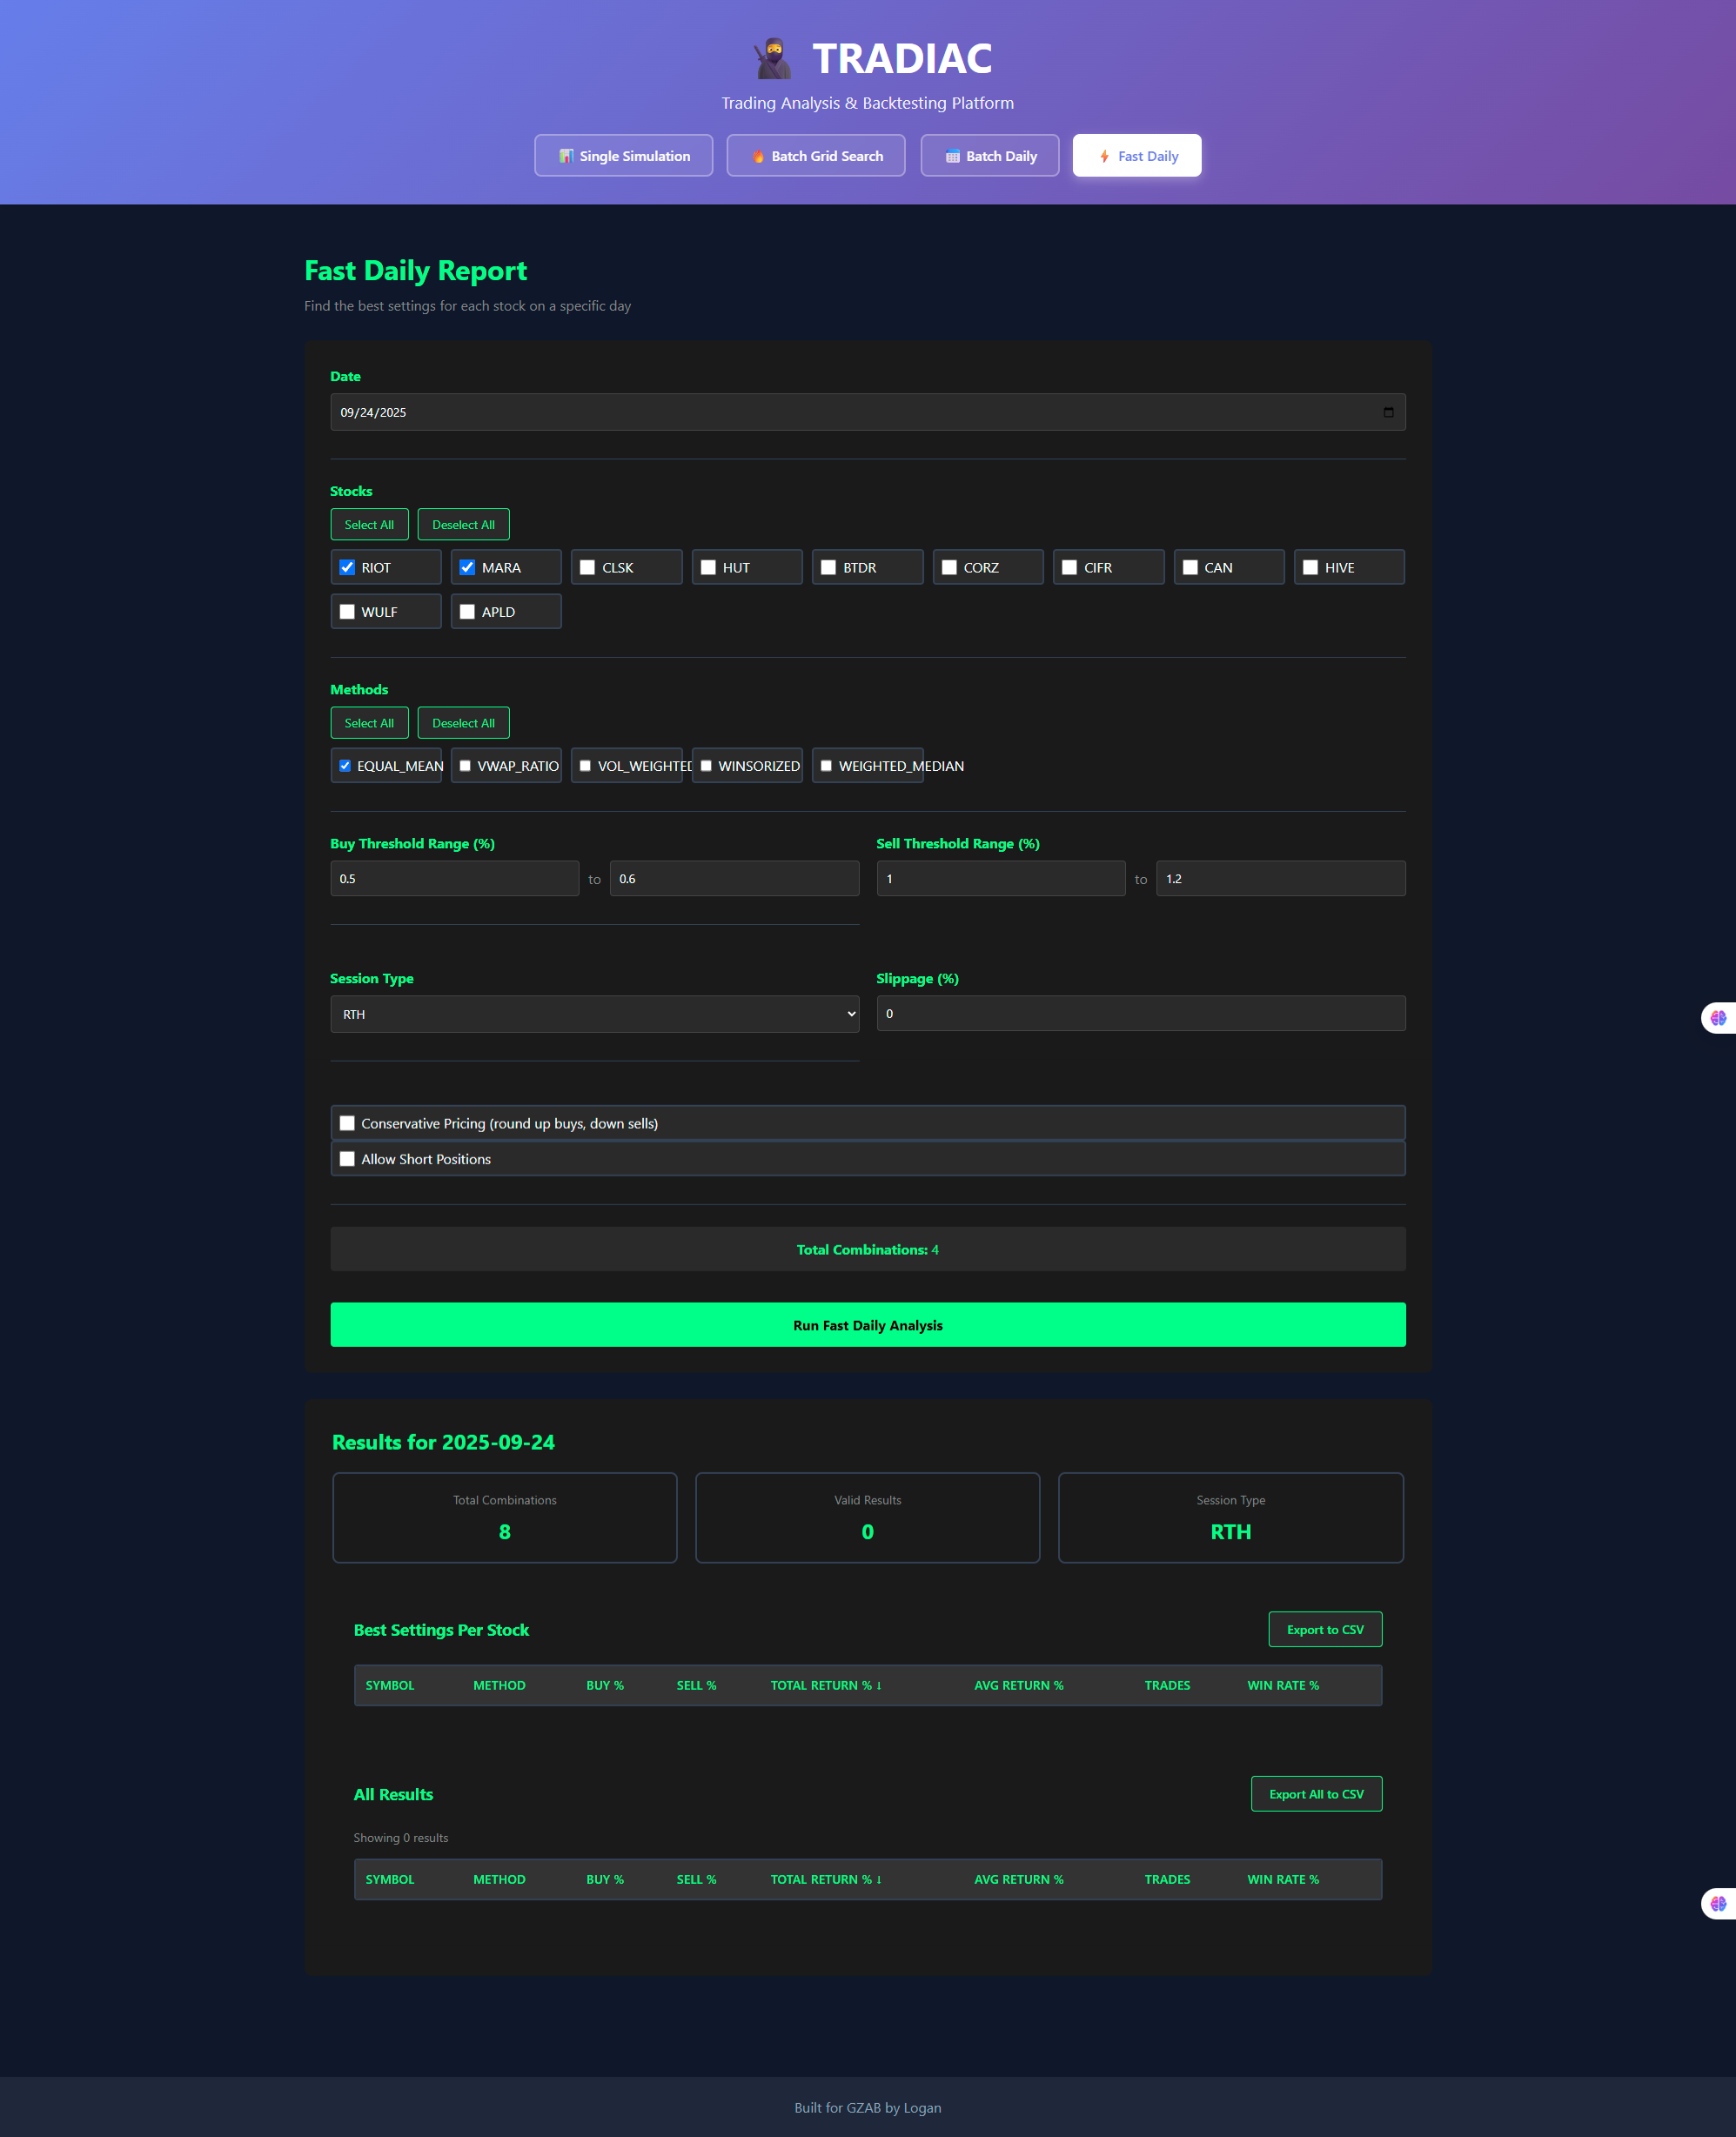 TRADIAC
Trading Analysis & Backtesting Platform
Single Simulation
Batch Grid Search
Batch Daily
Fast Daily
Fast Daily Report
Find the best settings for each stock on a specific day
Date
09/24/2025
Stocks
Select All
Deselect All
RIOT
MARA
CLSK
HUT
BTDR
CORZ
CIFR
CAN
HIVE
WULF
APLD
Methods
Select All
Deselect All
EQUAL_MEAN
VWAP_RATIO
VOL_WEIGHTED
WINSORIZED
WEIGHTED_MEDIAN
Buy Threshold Range (%)
0.5 to 0.6
Sell Threshold Range (%)
1 to 1.2
Session Type
RTH
Slippage (%)
0
Conservative Pricing (round up buys, down sells)
Allow Short Positions
Total Combinations: 4
Run Fast Daily Analysis
Results for 2025-09-24
Total Combinations
8
Valid Results
0
Session Type
RTH
Best Settings Per Stock
Export to CSV
SYMBOL METHOD BUY % SELL % TOTAL RETURN % ↓ AVG RETURN % TRADES WIN RATE %
All Results
Export All to CSV
Showing 0 results
SYMBOL METHOD BUY % SELL % TOTAL RETURN % ↓ AVG RETURN % TRADES WIN RATE %
Built for GZAB by Logan